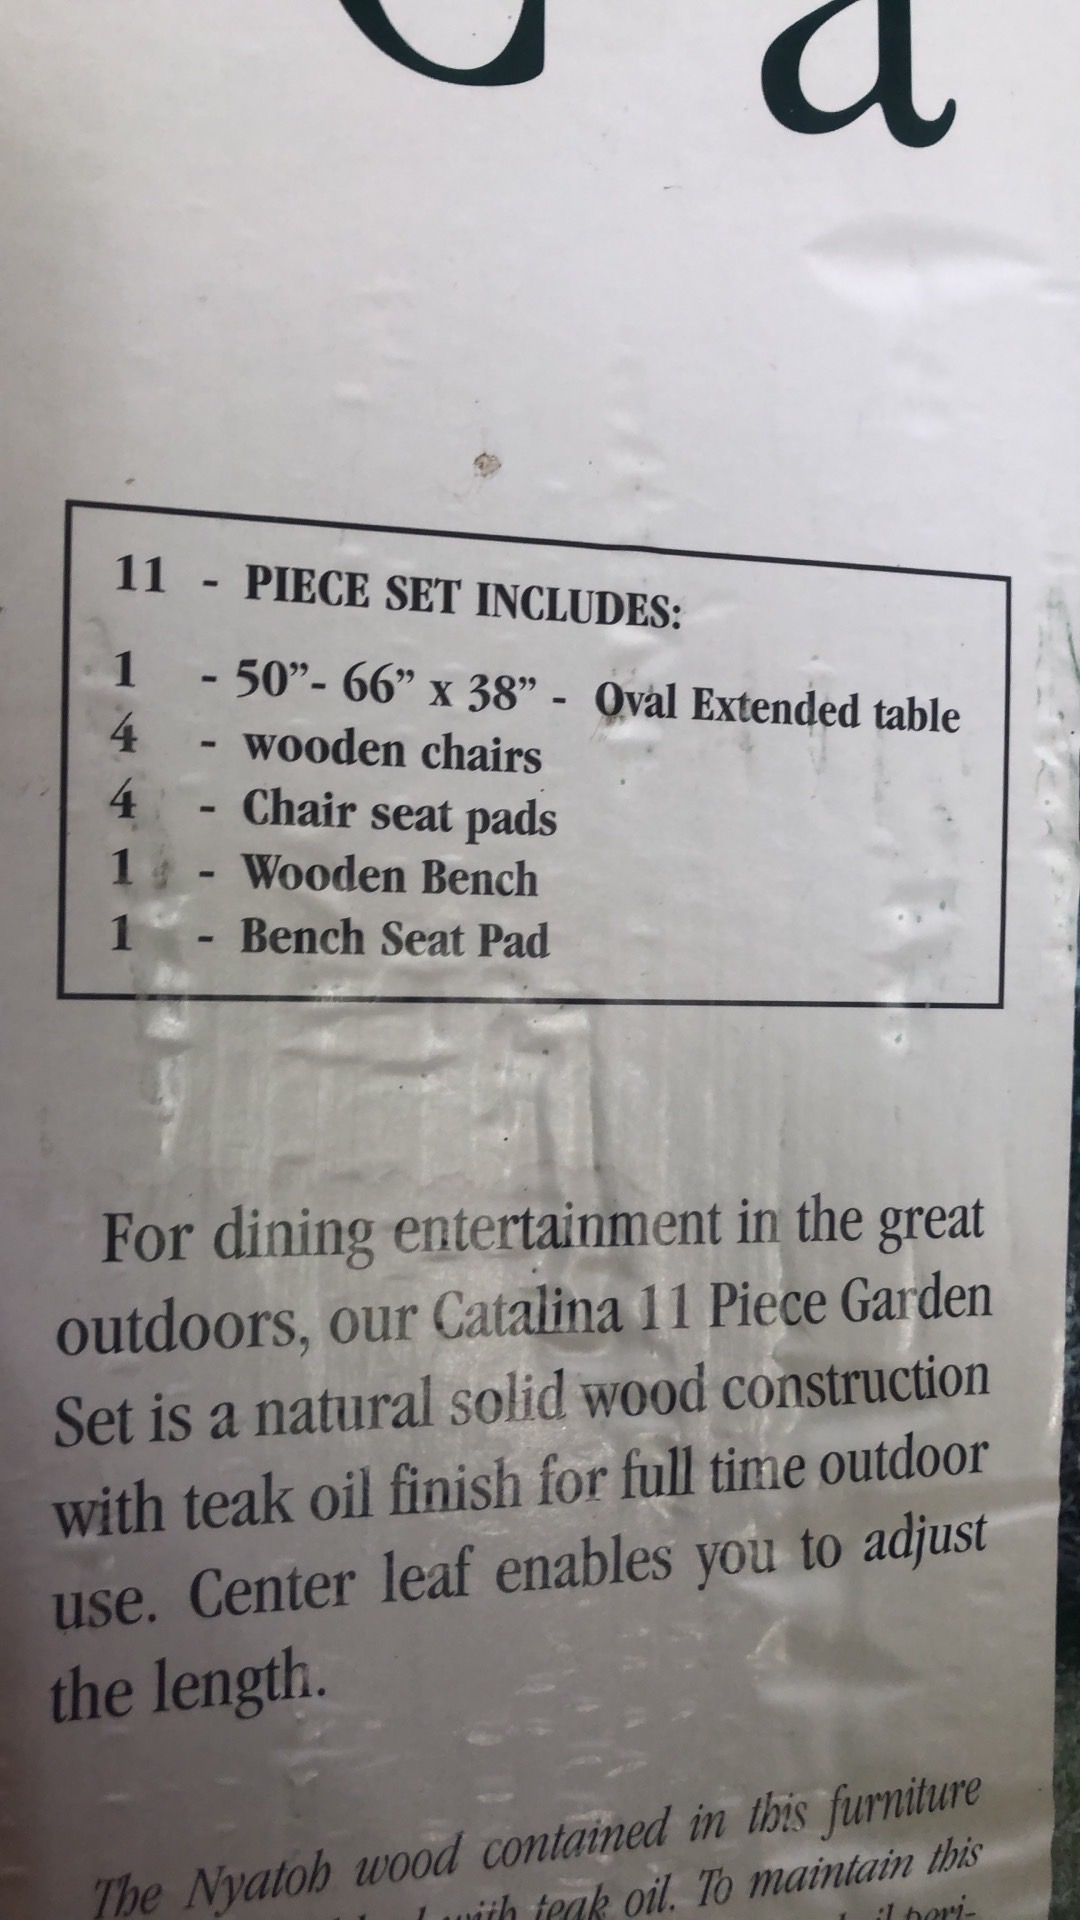 Ca
11 - PIECE SET INCLUDES:
1 - 50”- 66” x 38” - Oval Extended table
4 - wooden chairs
4 - Chair seat pads
1 - Wooden Bench
1 - Bench Seat Pad
For dining entertainment in the great
outdoors, our Catalina 11 Piece Garden
Set is a natural solid wood construction
with teak oil finish for full time outdoor
use. Center leaf enables you to adjust
the length.
The Nyatoh wood contained in this furniture
with teak oil. To maintain this